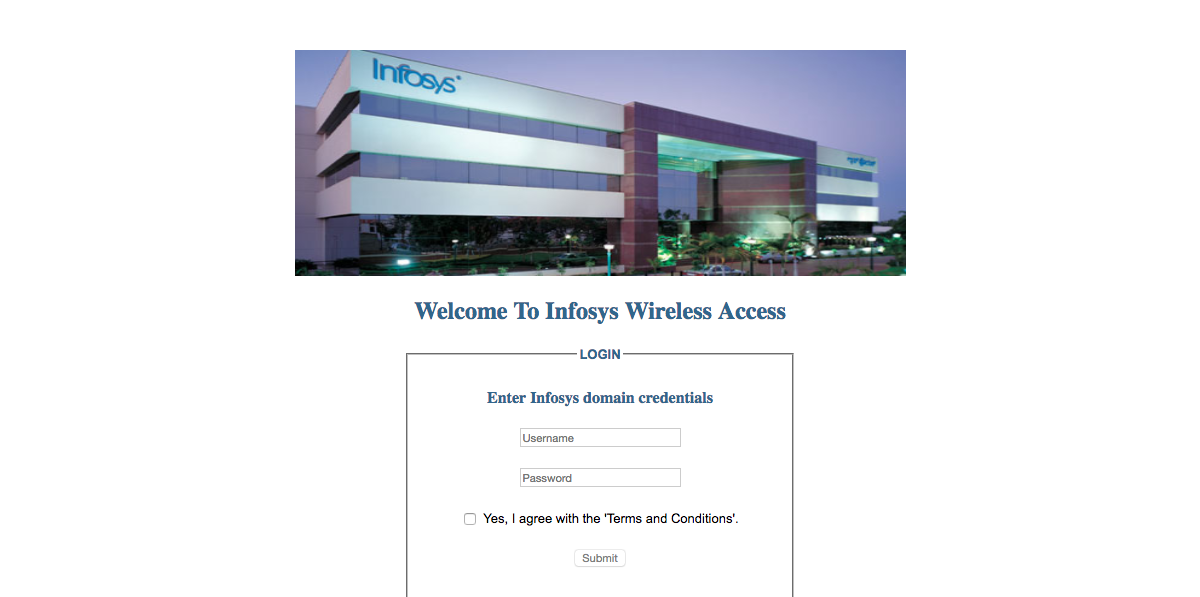 Infosys
Welcome To Infosys Wireless Access
LOGIN
Enter Infosys domain credentials
Username
Password
Yes, I agree with the 'Terms and Conditions'.
Submit